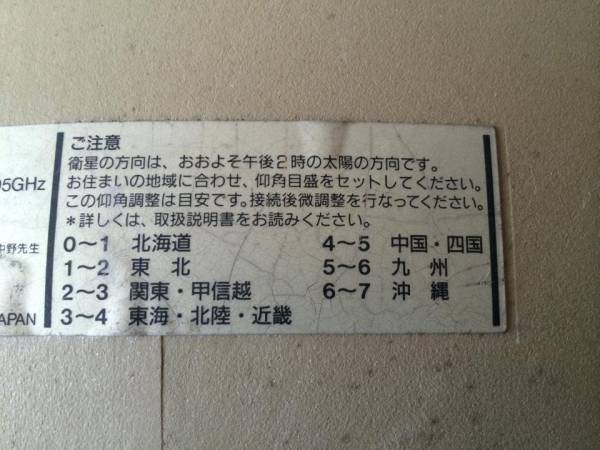 ご注意
衛星の方向は、おおよそ午後2時の太陽の方向です。
お住まいの地域に合わせ、仰角目盛をセットしてください。
この仰角調整は目安です。接続後微調整を行なってください。
*詳しくは、取扱説明書をお読みください。
0〜1 北海道
1〜2 東北
2〜3 関東・甲信越
3〜4 東海・北陸・近畿
4〜5 中国・四国
5〜6 九州
6〜7 沖縄
95GHz
中野先生
JAPAN